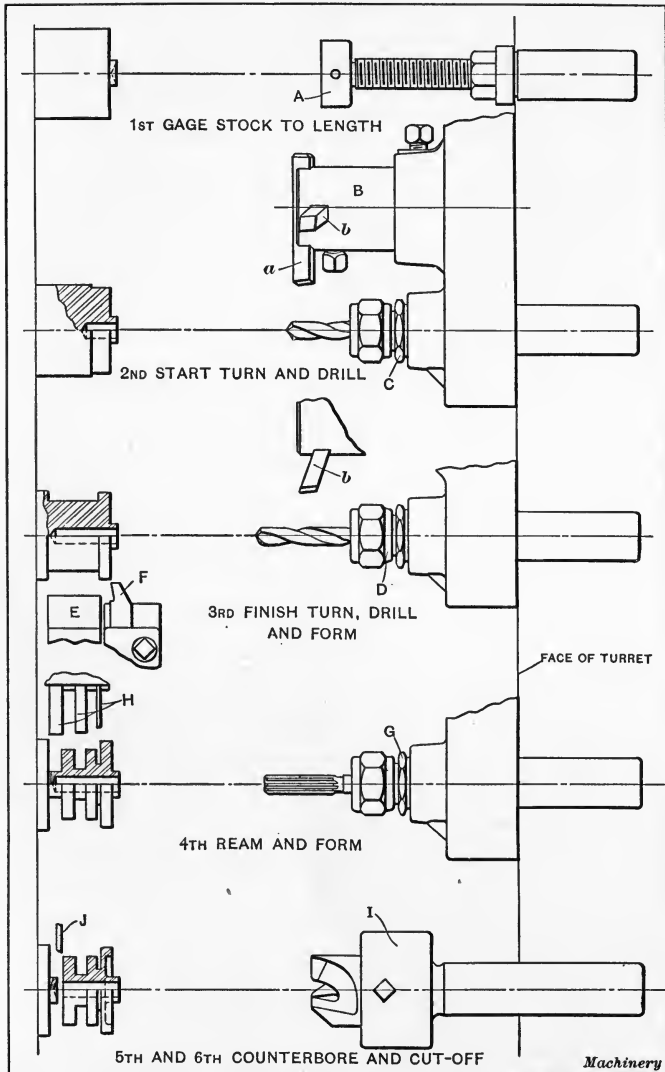 A
1ST GAGE STOCK TO LENGTH
B
b
a
2ND START TURN AND DRILL
C
b
F
D
E
3RD FINISH TURN, DRILL
AND FORM
FACE OF TURRET
H
G
4TH REAM AND FORM
J
I
5TH AND 6TH COUNTERBORE AND CUT-OFF
Machinery